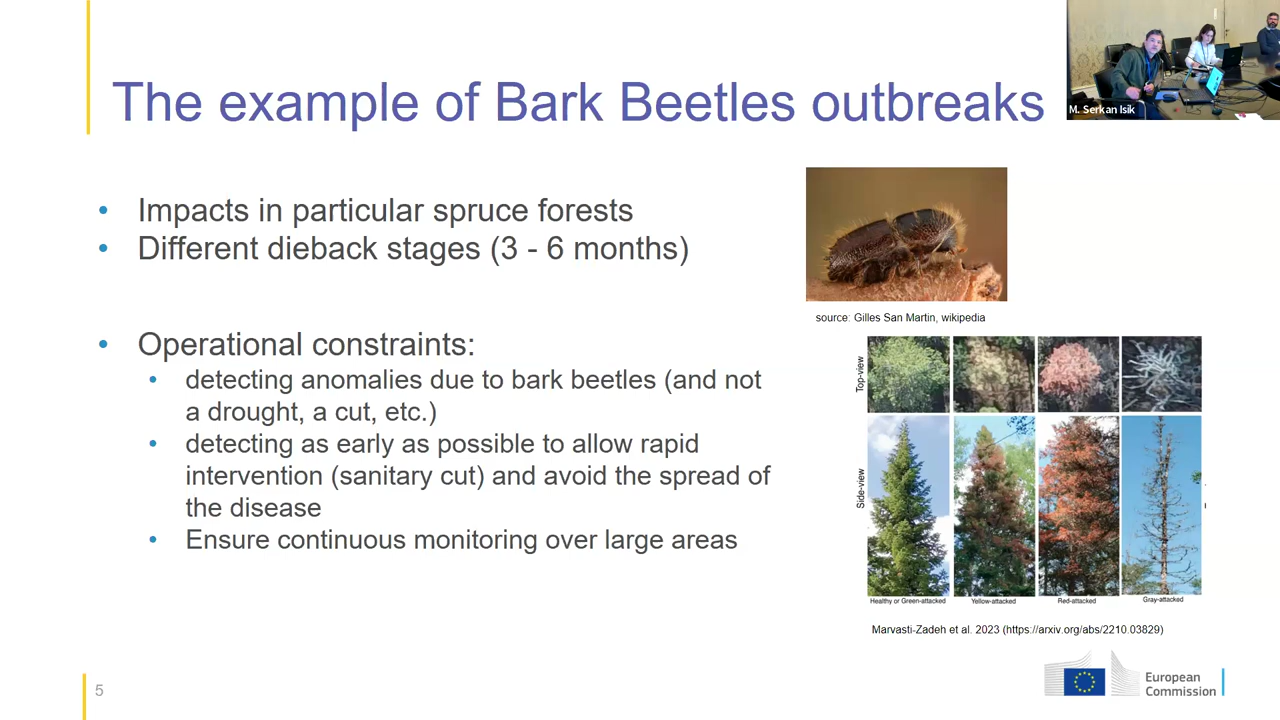 The example of Bark Beetles outbreaks
M. Serkan Isik
• Impacts in particular spruce forests
• Different dieback stages (3 - 6 months)
• Operational constraints:
• detecting anomalies due to bark beetles (and not
a drought, a cut, etc.)
• detecting as early as possible to allow rapid
intervention (sanitary cut) and avoid the spread of
the disease
• Ensure continuous monitoring over large areas
source: Gilles San Martin, wikipedia
Top-view
Side-view
Healthy or Green-attacked
Yellow-attacked
Red-attacked
Gray-attacked
Marvasti-Zadeh et al. 2023 (https://arxiv.org/abs/2210.03829)
5
European
Commission